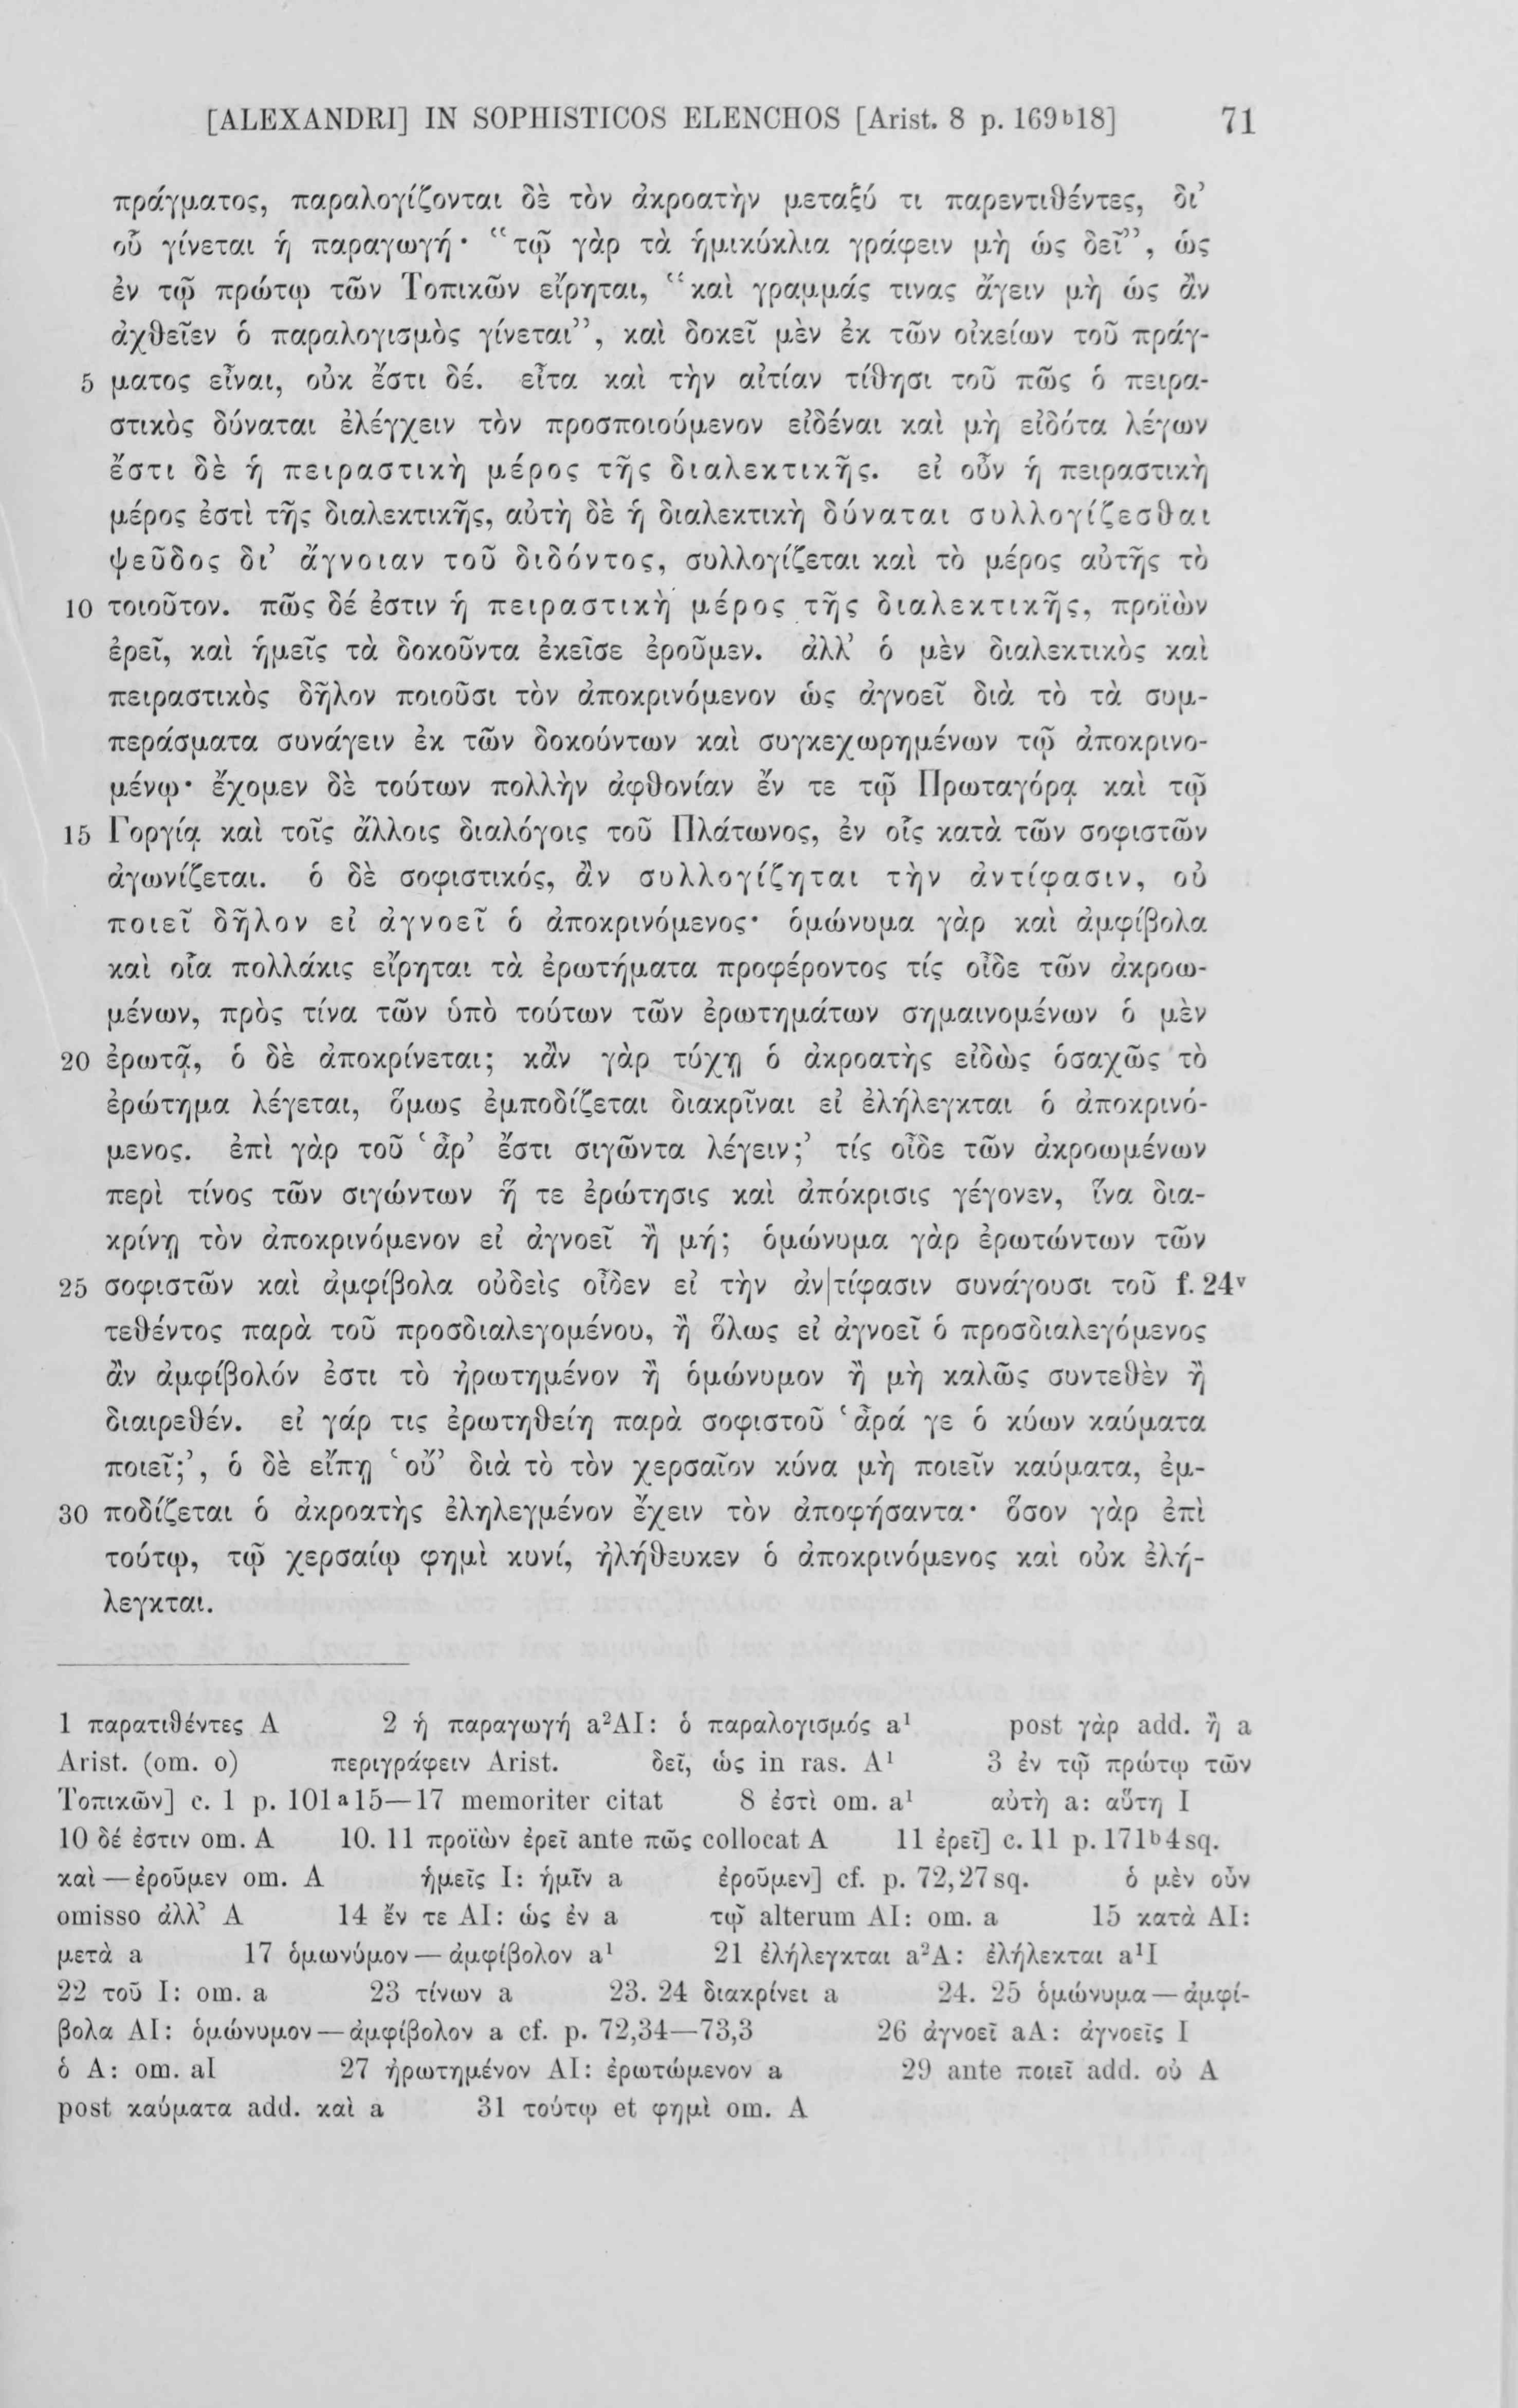 [ALEXANDRI] IN SOPHISTICOS ELENCHOS [Arist. 8 p. 169ᵇ18] 71
πράγματος, παραλογίζονται δὲ τὸν ἀκροατὴν μεταξύ τι παρεντιθέντες, δι’
οὗ γίνεται ἡ παραγωγή· “τῷ γὰρ τὰ ἡμικύκλια γράφειν μὴ ὡς δεῖ”, ὡς
ἐν τῷ πρώτῳ τῶν Τοπικῶν εἴρηται, “καὶ γραμμάς τινας ἄγειν μὴ ὡς ἂν
ἀχθεῖεν ὁ παραλογισμὸς γίνεται”, καὶ δοκεῖ μὲν ἐκ τῶν οἰκείων τοῦ πράγ-
5 ματος εἶναι, οὐκ ἔστι δέ. εἶτα καὶ τὴν αἰτίαν τίθησι τοῦ πῶς ὁ πειρα-
στικὸς δύναται ἐλέγχειν τὸν προσποιούμενον εἰδέναι καὶ μὴ εἰδότα λέγων
ἔστι δὲ ἡ πειραστικὴ μέρος τῆς διαλεκτικῆς. εἰ οὖν ἡ πειραστικὴ
μέρος ἐστὶ τῆς διαλεκτικῆς, αὐτὴ δὲ ἡ διαλεκτικὴ δύναται συλλογίζεσθαι
ψεῦδος δι’ ἄγνοιαν τοῦ διδόντος, συλλογίζεται καὶ τὸ μέρος αὐτῆς τὸ
10 τοιοῦτον. πῶς δέ ἐστιν ἡ πειραστικὴ μέρος τῆς διαλεκτικῆς, προϊὼν
ἐρεῖ, καὶ ἡμεῖς τὰ δοκοῦντα ἐκεῖσε ἐροῦμεν. ἀλλ’ ὁ μὲν διαλεκτικὸς καὶ
πειραστικὸς δῆλον ποιοῦσι τὸν ἀποκρινόμενον ὡς ἀγνοεῖ διὰ τὸ τὰ συμ-
περάσματα συνάγειν ἐκ τῶν δοκούντων καὶ συγκεχωρημένων τῷ ἀποκρινο-
μένῳ· ἔχομεν δὲ τούτων πολλὴν ἀφθονίαν ἔν τε τῷ Πρωταγόρᾳ καὶ τῷ
15 Γοργίᾳ καὶ τοῖς ἄλλοις διαλόγοις τοῦ Πλάτωνος, ἐν οἷς κατὰ τῶν σοφιστῶν
ἀγωνίζεται. ὁ δὲ σοφιστικός, ἂν συλλογίζηται τὴν ἀντίφασιν, οὐ
ποιεῖ δῆλον εἰ ἀγνοεῖ ὁ ἀποκρινόμενος· ὁμώνυμα γὰρ καὶ ἀμφίβολα
καὶ οἷα πολλάκις εἴρηται τὰ ἐρωτήματα προφέροντος τίς οἶδε τῶν ἀκροω-
μένων, πρὸς τίνα τῶν ὑπὸ τούτων τῶν ἐρωτημάτων σημαινομένων ὁ μὲν
20 ἐρωτᾷ, ὁ δὲ ἀποκρίνεται; κἂν γὰρ τύχῃ ὁ ἀκροατὴς εἰδὼς ὁσαχῶς τὸ
ἐρώτημα λέγεται, ὅμως ἐμποδίζεται διακρῖναι εἰ ἐλήλεγκται ὁ ἀποκρινό-
μενος. ἐπὶ γὰρ τοῦ ‘ἆρ’ ἔστι σιγῶντα λέγειν;’ τίς οἶδε τῶν ἀκροωμένων
περὶ τίνος τῶν σιγώντων ἥ τε ἐρώτησις καὶ ἀπόκρισις γέγονεν, ἵνα δια-
κρίνῃ τὸν ἀποκρινόμενον εἰ ἀγνοεῖ ἢ μή; ὁμώνυμα γὰρ ἐρωτώντων τῶν
25 σοφιστῶν καὶ ἀμφίβολα οὐδεὶς οἶδεν εἰ τὴν ἀν|τίφασιν συνάγουσι τοῦ f. 24ᵛ
τεθέντος παρὰ τοῦ προσδιαλεγομένου, ἢ ὅλως εἰ ἀγνοεῖ ὁ προσδιαλεγόμενος
ἂν ἀμφίβολόν ἐστι τὸ ἠρωτημένον ἢ ὁμώνυμον ἢ μὴ καλῶς συντεθὲν ἢ
διαιρεθέν. εἰ γάρ τις ἐρωτηθείη παρὰ σοφιστοῦ ‘ἆρά γε ὁ κύων καύματα
ποιεῖ;’, ὁ δὲ εἴπῃ ‘οὔ’ διὰ τὸ τὸν χερσαῖον κύνα μὴ ποιεῖν καύματα, ἐμ-
30 ποδίζεται ὁ ἀκροατὴς ἐληλεγμένον ἔχειν τὸν ἀποφήσαντα· ὅσον γὰρ ἐπὶ
τούτῳ, τῷ χερσαίῳ φημὶ κυνί, ἠλήθευκεν ὁ ἀποκρινόμενος καὶ οὐκ ἐλή-
λεγκται.
1 παρατιθέντες A 2 ἡ παραγωγή a²AI: ὁ παραλογισμός a¹ post γὰρ add. ἢ a
Arist. (om. o) περιγράφειν Arist. δεῖ, ὡς in ras. A¹ 3 ἐν τῷ πρώτῳ τῶν
Τοπικῶν] c. 1 p. 101ᵃ15—17 memoriter citat 8 ἐστὶ om. a¹ αὐτὴ a: αὕτη I
10 δέ ἐστιν om. A 10. 11 προϊὼν ἐρεῖ ante πῶς collocat A 11 ἐρεῖ] c. 11 p. 171ᵇ4sq.
καὶ — ἐροῦμεν om. A ἡμεῖς I: ἡμῖν a ἐροῦμεν] cf. p. 72,27sq. ὁ μὲν οὖν
omisso ἀλλ’ A 14 ἔν τε AI: ὡς ἐν a τῷ alterum AI: om. a 15 κατὰ AI:
μετὰ a 17 ὁμωνύμον — ἀμφίβολον a¹ 21 ἐλήλεγκται a²A: ἐλήλεκται a¹I
22 τοῦ I: om. a 23 τίνων a 23. 24 διακρίνει a 24. 25 ὁμώνυμα — ἀμφί-
βολα AI: ὁμώνυμον — ἀμφίβολον a cf. p. 72,34—73,3 26 ἀγνοεῖ aA: ἀγνοεῖς I
ὁ A: om. aI 27 ἠρωτημένον AI: ἐρωτώμενον a 29 ante ποιεῖ add. οὐ A
post καύματα add. καὶ a 31 τούτῳ et φημὶ om. A